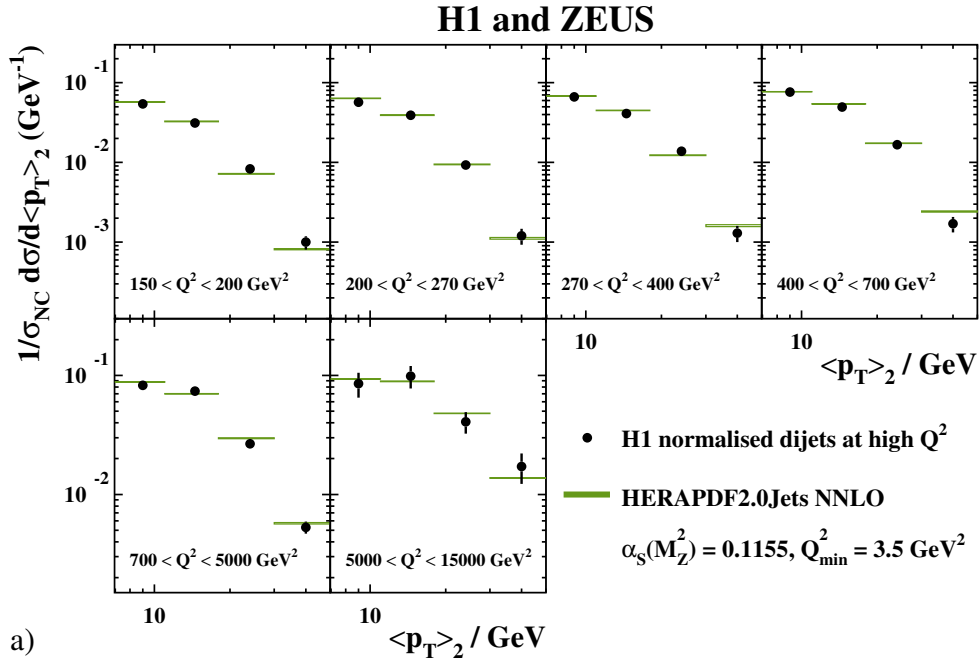 H1 and ZEUS
1/σ_NC dσ/d<p_T>_2 (GeV^-1)
10^-1
10^-2
10^-3
150 < Q^2 < 200 GeV^2
200 < Q^2 < 270 GeV^2
270 < Q^2 < 400 GeV^2
400 < Q^2 < 700 GeV^2
10
10
<p_T>_2 / GeV
10^-1
10^-2
700 < Q^2 < 5000 GeV^2
5000 < Q^2 < 15000 GeV^2
10
10
<p_T>_2 / GeV
H1 normalised dijets at high Q^2
HERAPDF2.0Jets NNLO
α_S(M_Z^2) = 0.1155, Q_min^2 = 3.5 GeV^2
a)